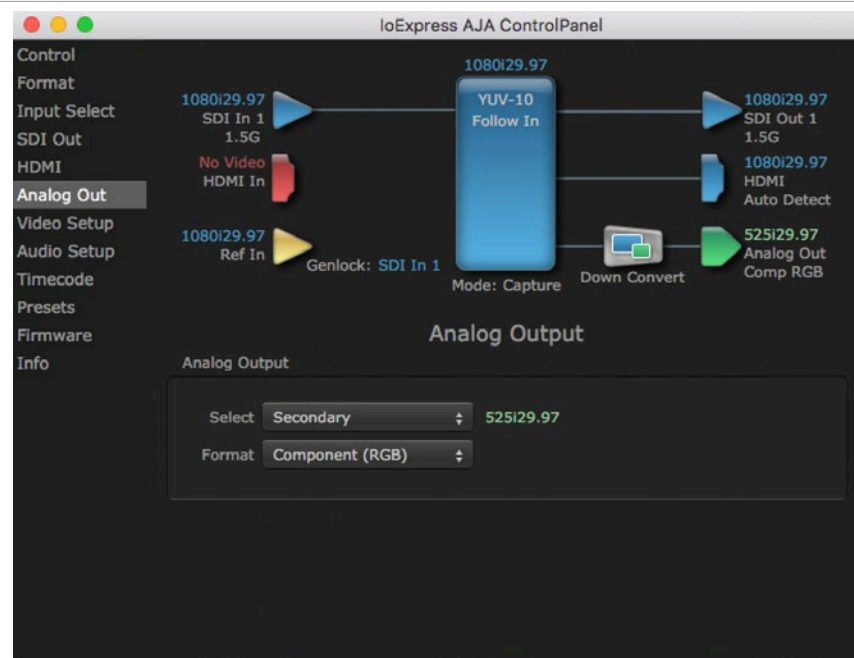 IoExpress AJA ControlPanel
Control
Format
Input Select
SDI Out
HDMI
Analog Out
Video Setup
Audio Setup
Timecode
Presets
Firmware
Info
1080i29.97
1080i29.97
SDI In 1
1.5G
No Video
HDMI In
1080i29.97
Ref In
Genlock: SDI In 1
YUV-10
Follow In
Mode: Capture
1080i29.97
SDI Out 1
1.5G
1080i29.97
HDMI
Auto Detect
Down Convert
525i29.97
Analog Out
Comp RGB
Analog Output
Analog Output
Select Secondary 525i29.97
Format Component (RGB)